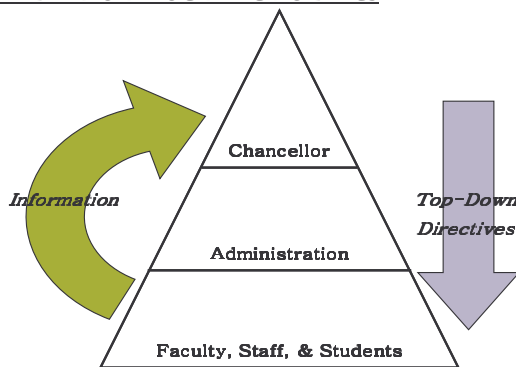 Chancellor
Information
Top-Down
Directives
Administration
Faculty, Staff, & Students